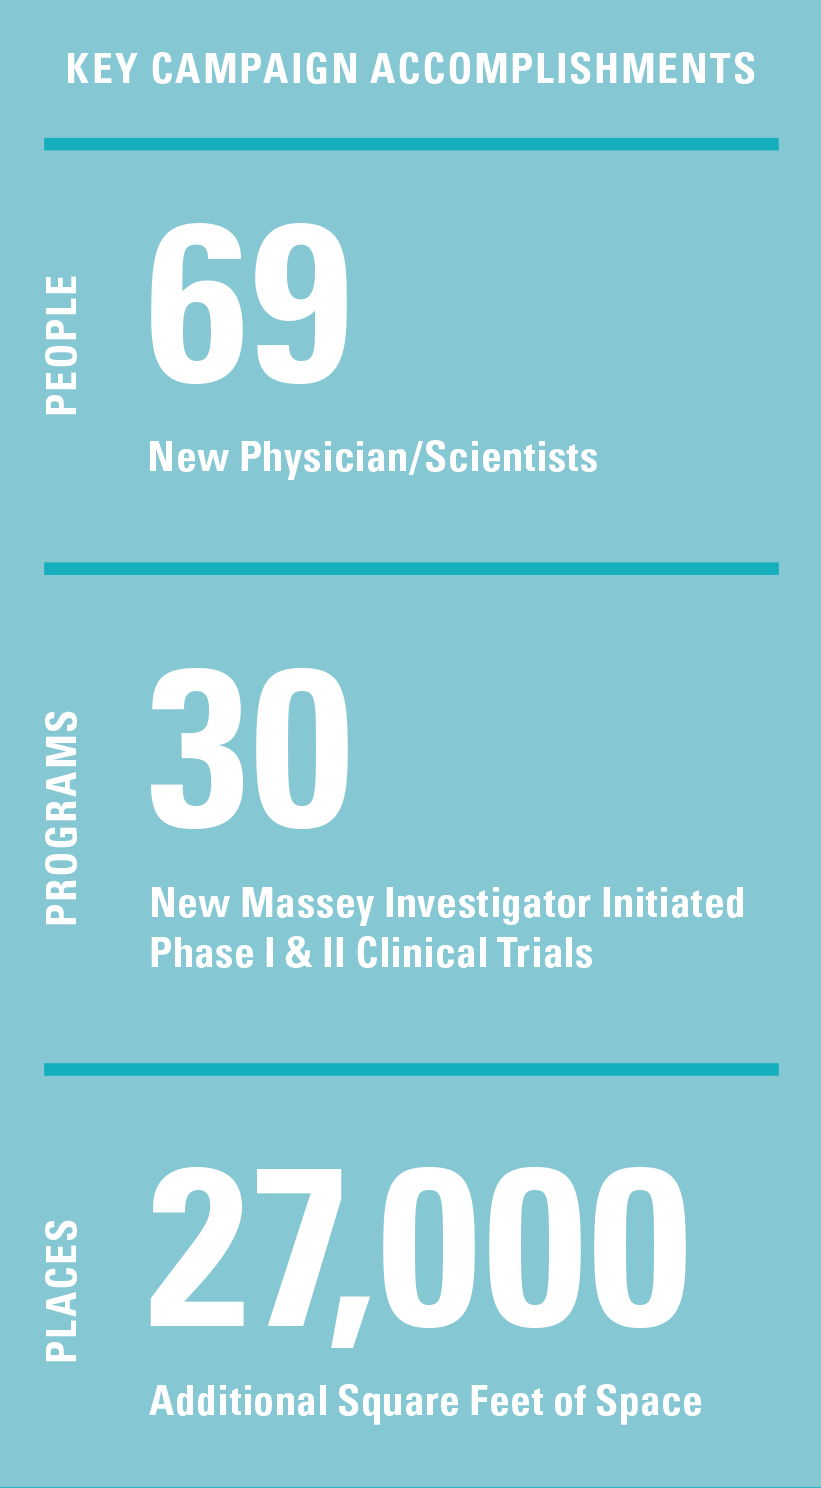 KEY CAMPAIGN ACCOMPLISHMENTS
PEOPLE
69
New Physician/Scientists
PROGRAMS
30
New Massey Investigator Initiated
Phase I & II Clinical Trials
PLACES
27,000
Additional Square Feet of Space